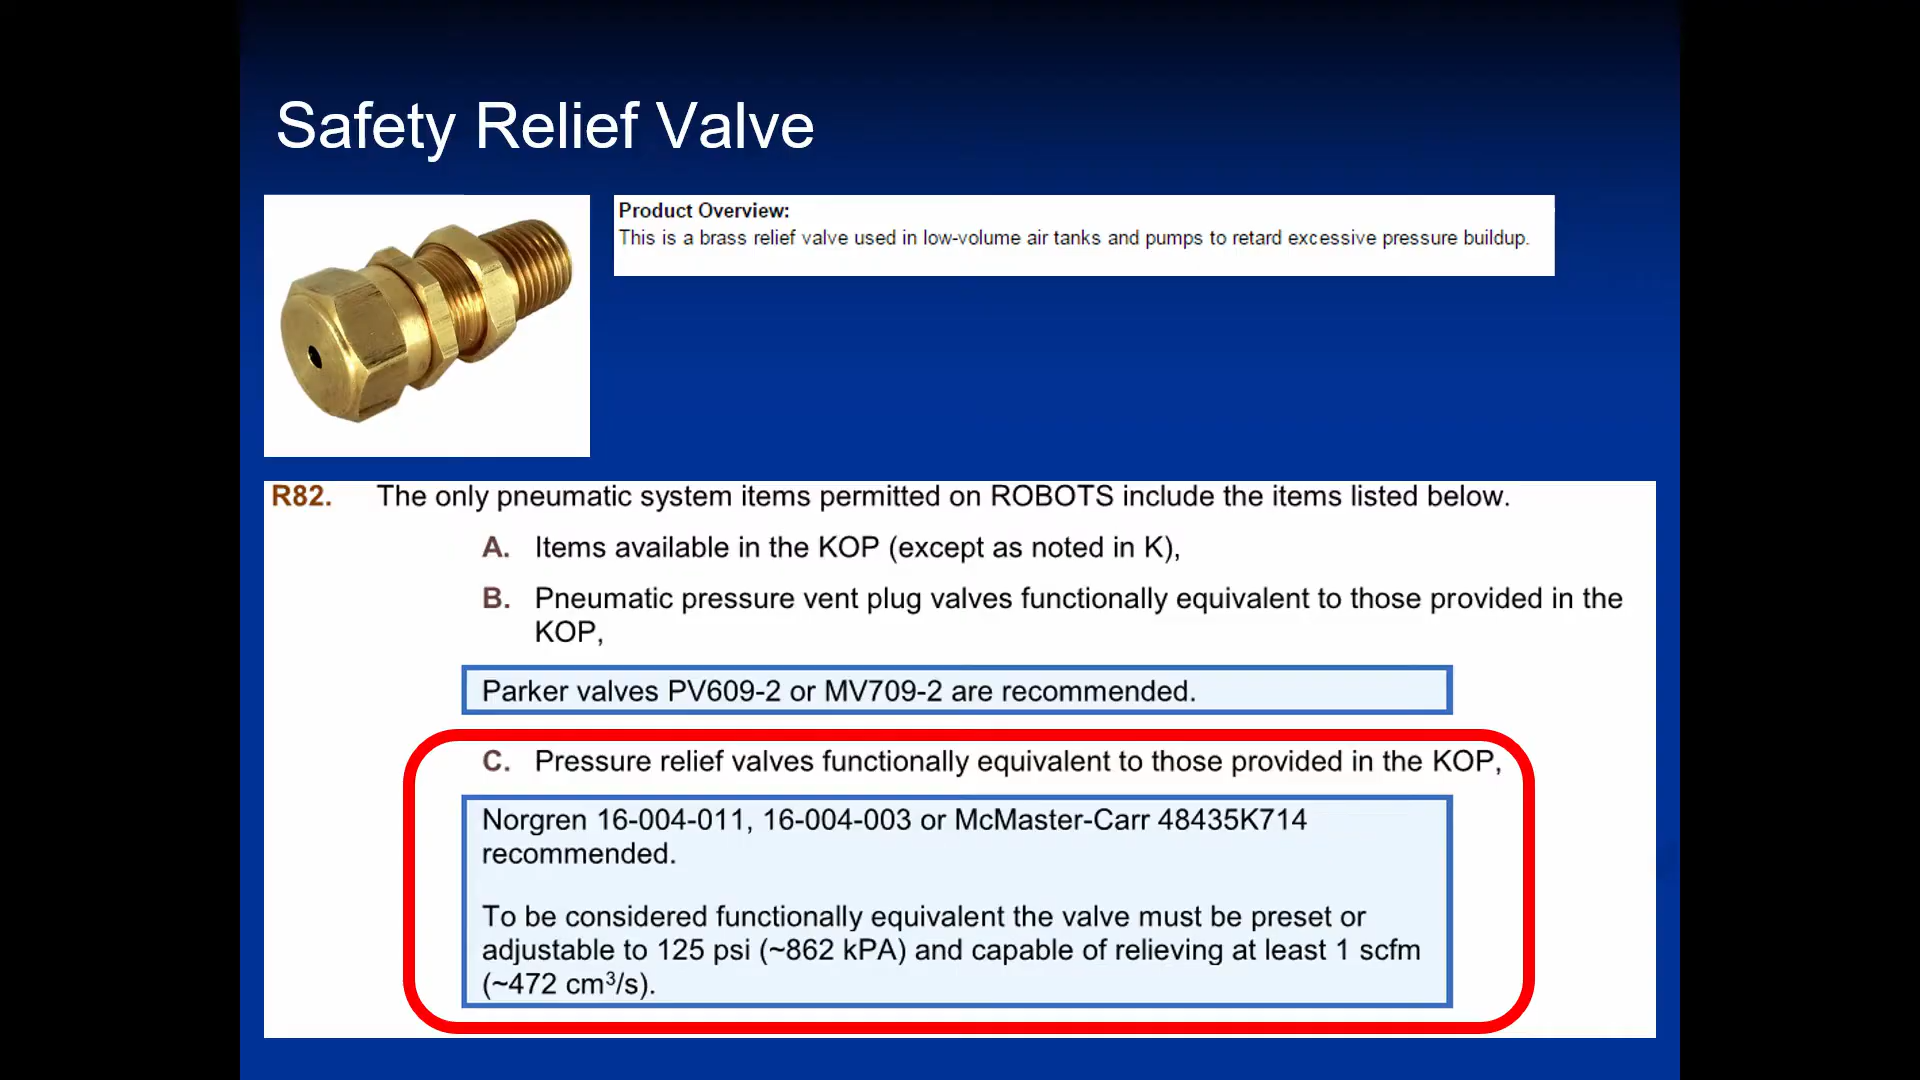 Safety Relief Valve
Product Overview:
This is a brass relief valve used in low-volume air tanks and pumps to retard excessive pressure buildup.
R82. The only pneumatic system items permitted on ROBOTS include the items listed below.
A. Items available in the KOP (except as noted in K),
B. Pneumatic pressure vent plug valves functionally equivalent to those provided in the
KOP,
Parker valves PV609-2 or MV709-2 are recommended.
C. Pressure relief valves functionally equivalent to those provided in the KOP,
Norgren 16-004-011, 16-004-003 or McMaster-Carr 48435K714
recommended.
To be considered functionally equivalent the valve must be preset or
adjustable to 125 psi (~862 kPA) and capable of relieving at least 1 scfm
(~472 cm³/s).